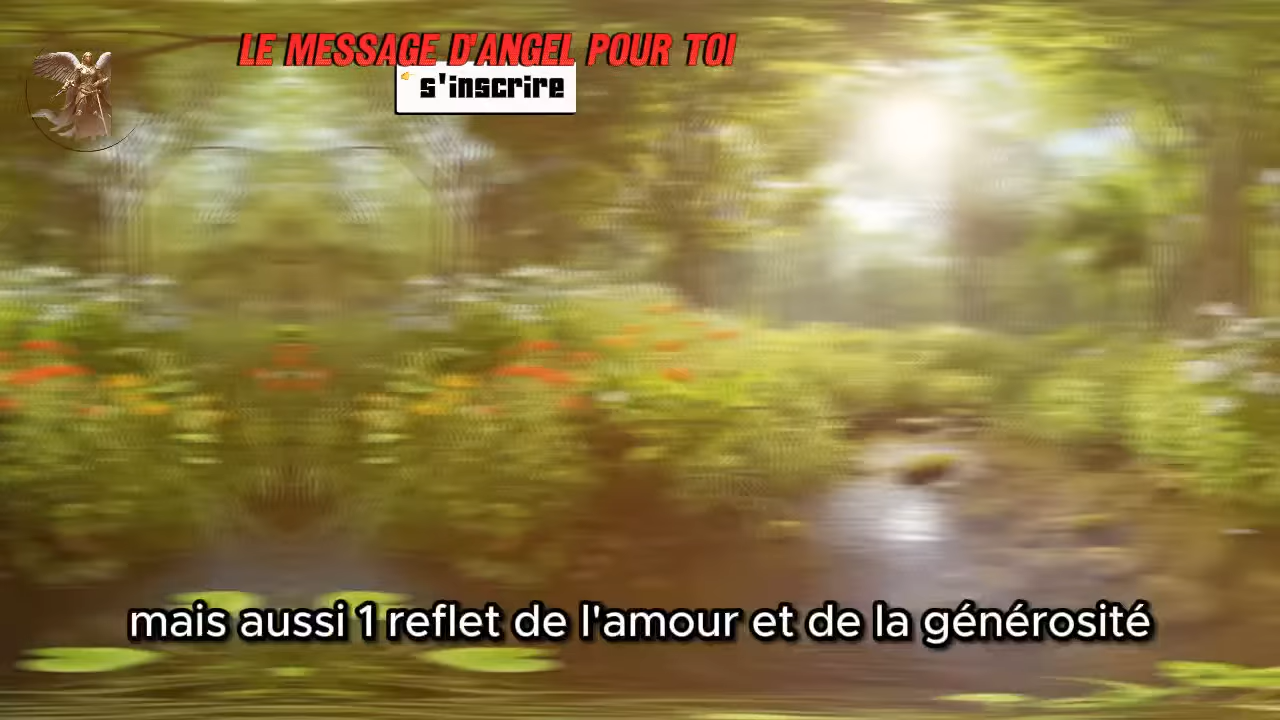 LE MESSAGE D'ANGEL POUR TOI
s'inscrire
mais aussi 1 reflet de l'amour et de la générosité